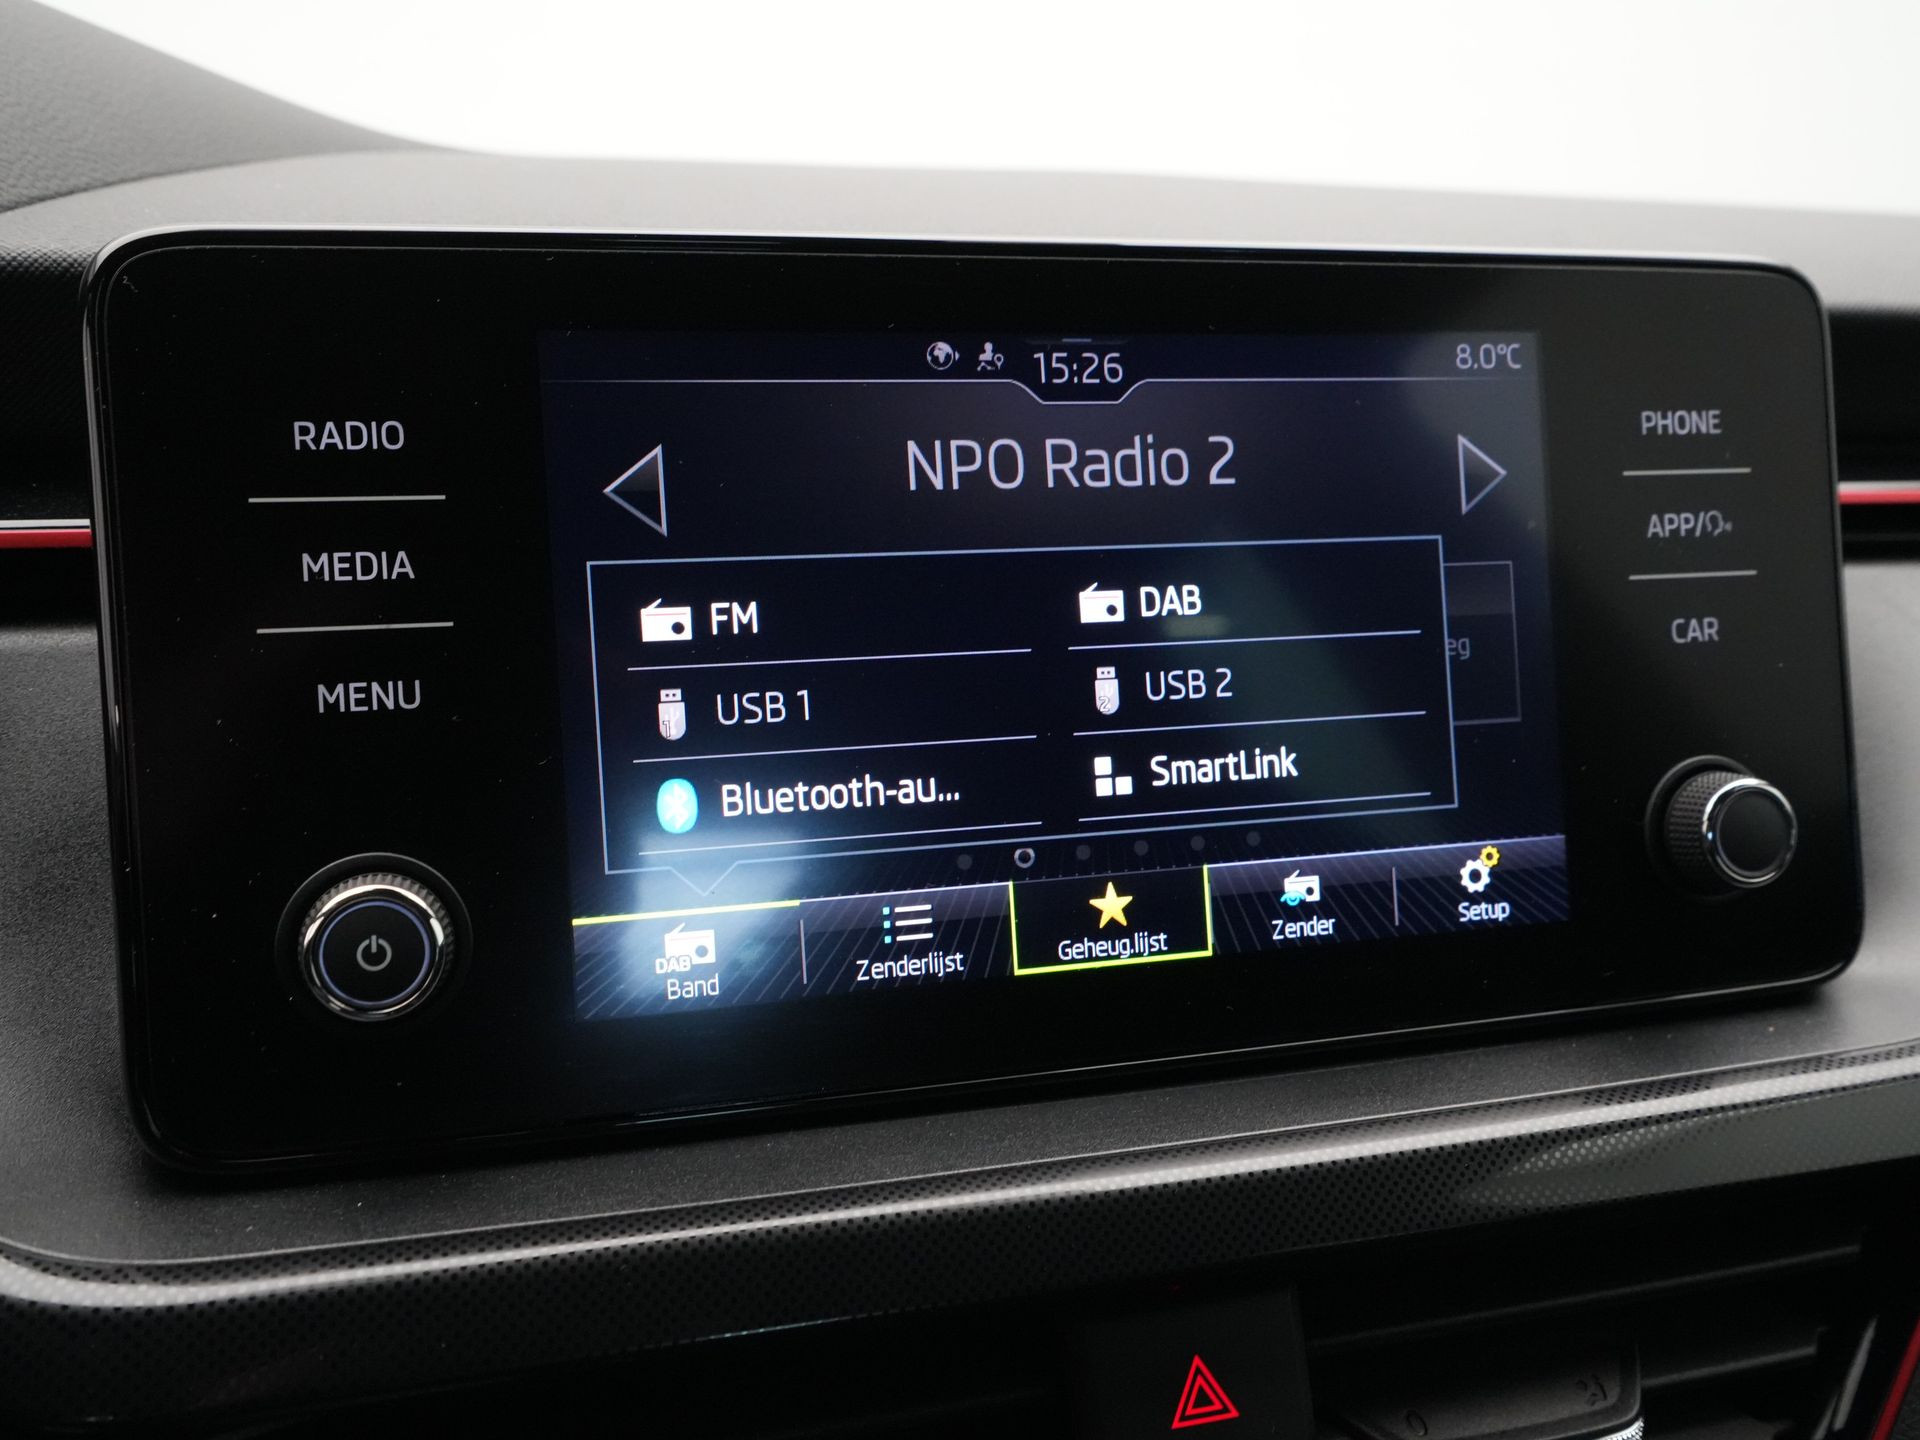 15:26
8.0°C
RADIO
MEDIA
MENU
NPO Radio 2
FM
DAB
USB 1
USB 2
Bluetooth-au...
SmartLink
eg
DAB
Band
Zenderlijst
Geheug.lijst
Zender
Setup
PHONE
APP/
CAR